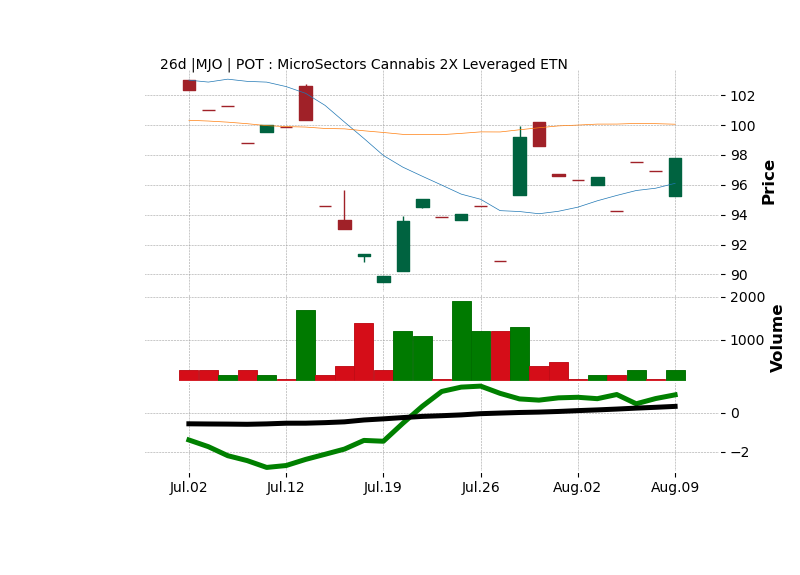 26d |MJO | POT : MicroSectors Cannabis 2X Leveraged ETN
102
100
98
96
94
92
90
Price
2000
1000
Volume
0
−2
Jul.02 Jul.12 Jul.19 Jul.26 Aug.02 Aug.09